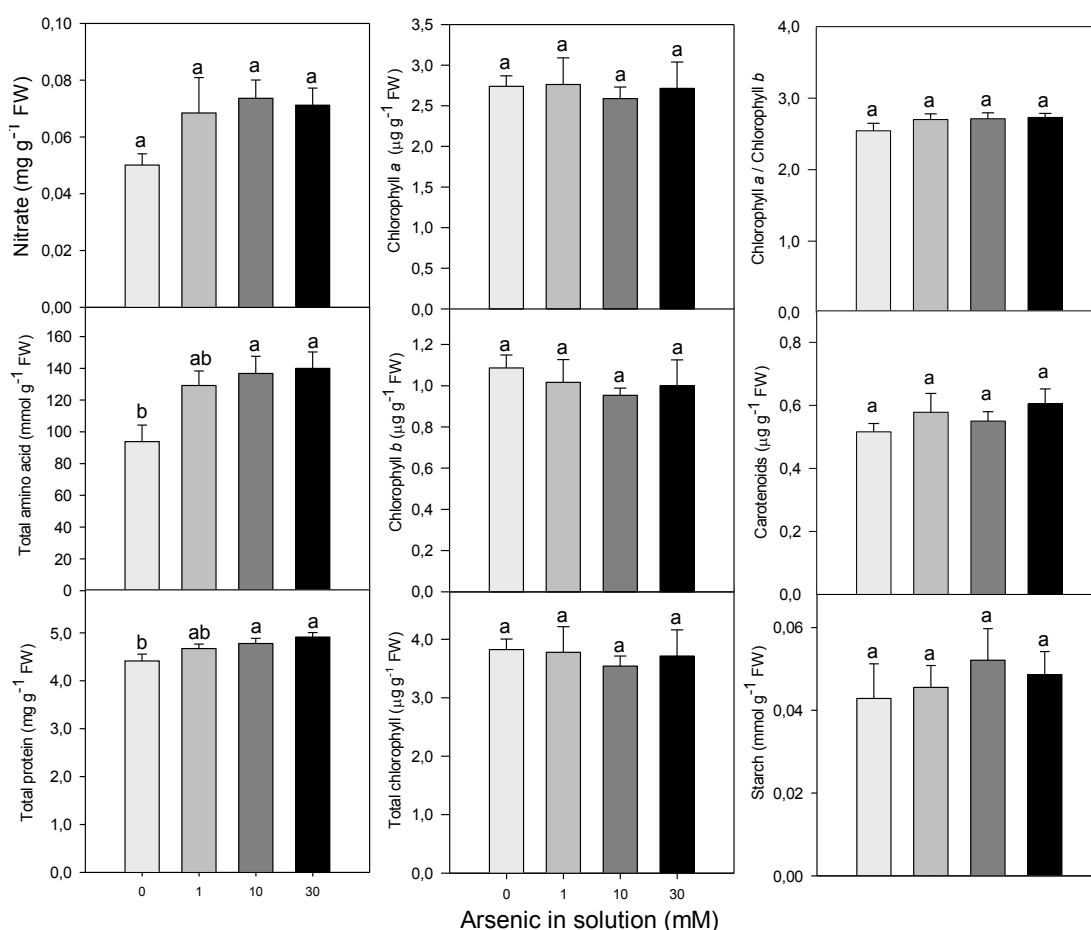 0,10
0,08
0,06
0,04
0,02
0,00
Nitrate (mg g⁻¹ FW)
a
a
a
a
3,5
3,0
2,5
2,0
1,5
1,0
0,5
0,0
Chlorophyll a (µg g⁻¹ FW)
a
a
a
a
4,0
3,0
2,0
1,0
0,0
Chlorophyll a / Chlorophyll b
a
a
a
a
160
140
120
100
80
60
40
20
0
Total amino acid (mmol g⁻¹ FW)
b
ab
a
a
1,2
1,0
0,8
0,6
0,4
0,2
0,0
Chlorophyll b (µg g⁻¹ FW)
a
a
a
a
0,8
0,6
0,4
0,2
0,0
Carotenoids (µg g⁻¹ FW)
a
a
a
a
5,0
4,0
3,0
2,0
1,0
0,0
Total protein (mg g⁻¹ FW)
b
ab
a
a
0
1
10
30
4,0
3,0
2,0
1,0
0,0
Total chlorophyll (µg g⁻¹ FW)
a
a
a
a
0
1
10
30
0,06
0,04
0,02
0,00
Starch (mmol g⁻¹ FW)
a
a
a
a
Arsenic in solution (mM)